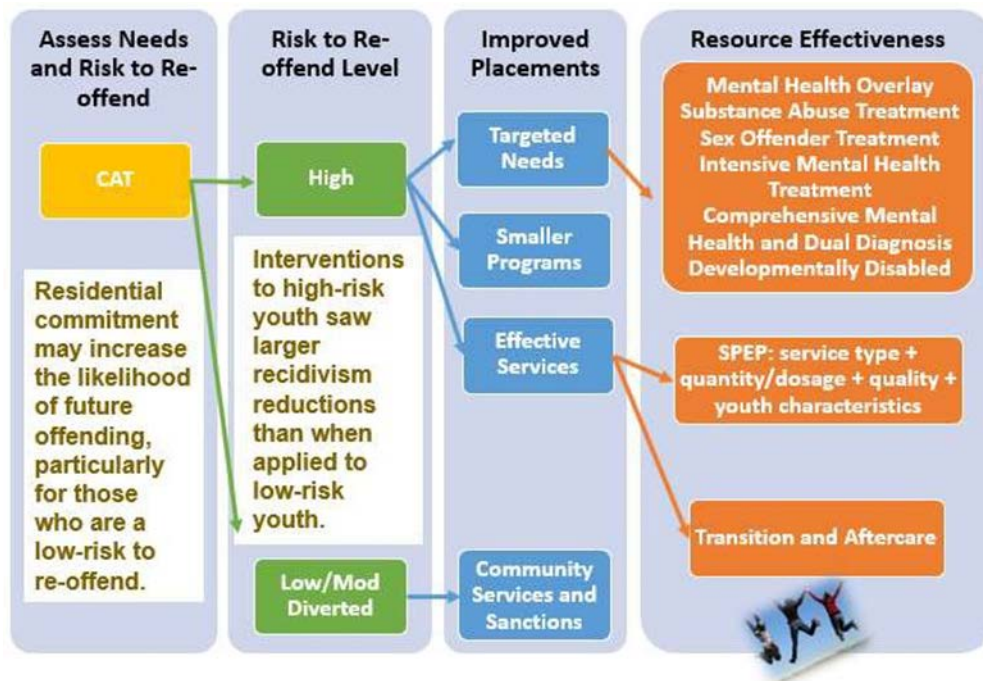 Assess Needs
and Risk to Re-
offend
CAT
Residential
commitment
may increase
the likelihood
of future
offending,
particularly
for those
who are a
low-risk to
re-offend.
Risk to Re-
offend Level
High
Interventions
to high-risk
youth saw
larger
recidivism
reductions
than when
applied to
low-risk
youth.
Low/Mod
Diverted
Improved
Placements
Targeted
Needs
Smaller
Programs
Effective
Services
Community
Services and
Sanctions
Resource Effectiveness
Mental Health Overlay
Substance Abuse Treatment
Sex Offender Treatment
Intensive Mental Health
Treatment
Comprehensive Mental
Health and Dual Diagnosis
Developmentally Disabled
SPEP: service type +
quantity/dosage + quality +
youth characteristics
Transition and Aftercare